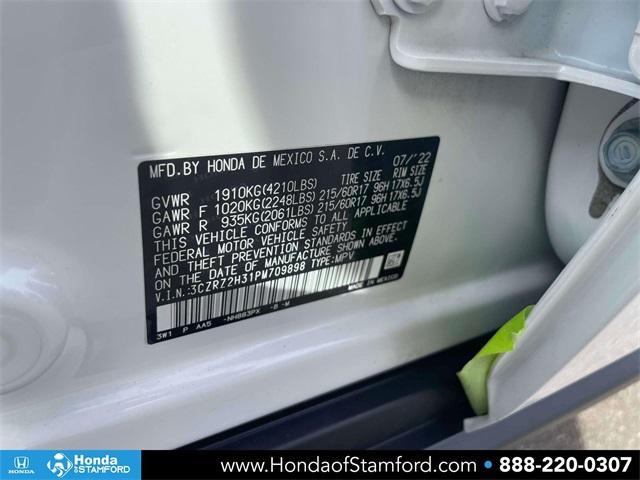 MFD.BY HONDA DE MEXICO S.A. DE C.V. 07/'22
TIRE SIZE RIM SIZE
GVWR 1910KG(4210LBS)
GAWR F 1020KG(2248LBS) 215/60R17 96H 17X6.5J
GAWR R 935KG(2061LBS) 215/60R17 96H 17X6.5J
THIS VEHICLE CONFORMS TO ALL APPLICABLE
FEDERAL MOTOR VEHICLE SAFETY
AND THEFT PREVENTION STANDARDS IN EFFECT
ON THE DATE OF MANUFACTURE SHOWN ABOVE.
V.I.N.:3CZRZ2H31PM709898 TYPE:MPV
3W1 P AA5 -NH883PX -B -M
MADE IN MEXICO
HONDA
Honda
OF STAMFORD
www.HondaofStamford.com • 888-220-0307